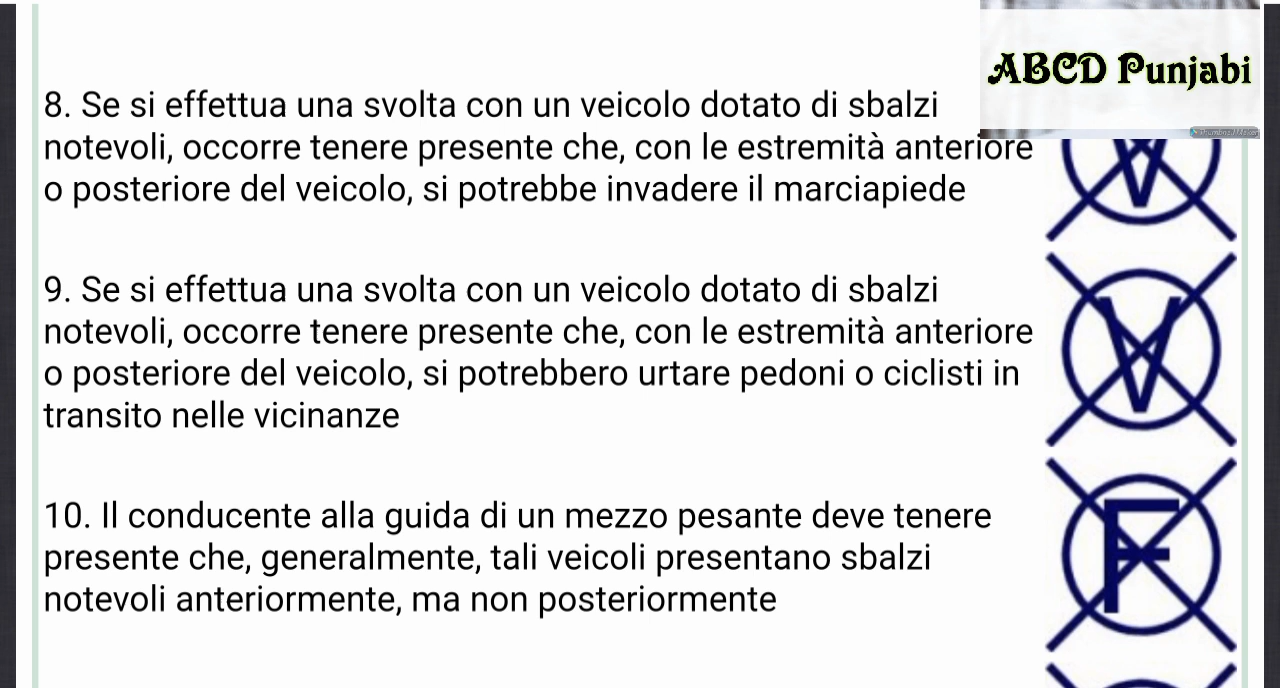 ABCD Punjabi
8. Se si effettua una svolta con un veicolo dotato di sbalzi
notevoli, occorre tenere presente che, con le estremità anteriore
o posteriore del veicolo, si potrebbe invadere il marciapiede
V
9. Se si effettua una svolta con un veicolo dotato di sbalzi
notevoli, occorre tenere presente che, con le estremità anteriore
o posteriore del veicolo, si potrebbero urtare pedoni o ciclisti in
transito nelle vicinanze
V
10. Il conducente alla guida di un mezzo pesante deve tenere
presente che, generalmente, tali veicoli presentano sbalzi
notevoli anteriormente, ma non posteriormente
F